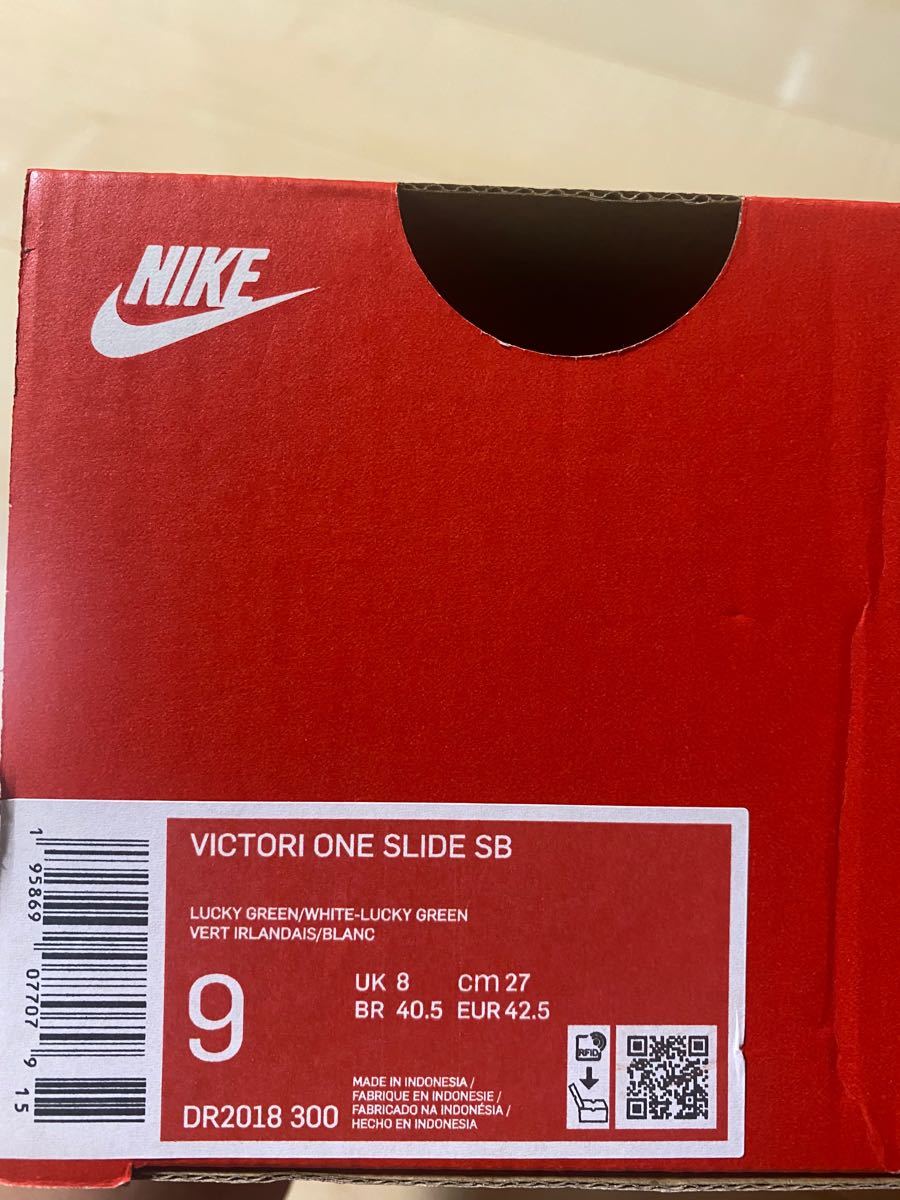 NIKE
VICTORI ONE SLIDE SB
LUCKY GREEN/WHITE-LUCKY GREEN
VERT IRLANDAIS/BLANC
9
UK 8 cm 27
BR 40.5 EUR 42.5
MADE IN INDONESIA /
FABRIQUE EN INDONESIE /
FABRICADO NA INDONÉSIA /
HECHO EN INDONESIA
DR2018 300
RFID
1 95869 07707 9 15